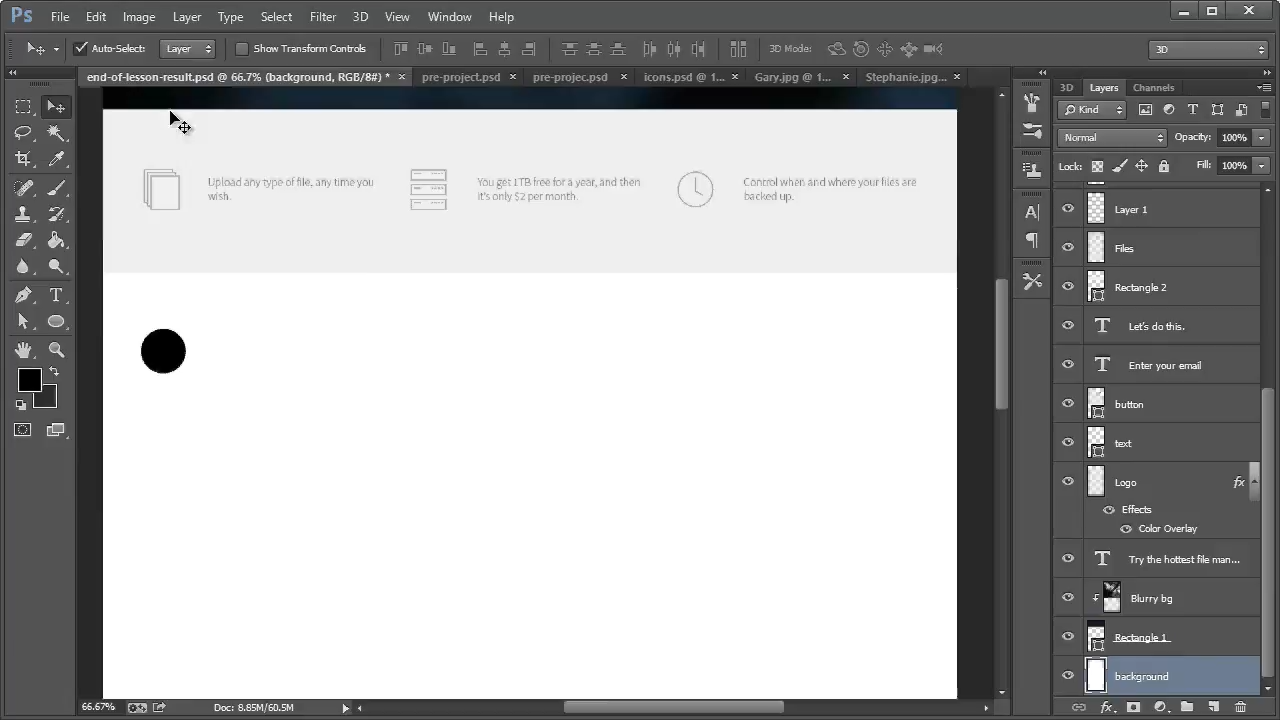 Ps File Edit Image Layer Type Select Filter 3D View Window Help
Auto-Select: Layer Show Transform Controls 3D Mode: 3D
end-of-lesson-result.psd @ 66.7% (background, RGB/8#) * × pre-project.psd × pre-projec.psd × icons.psd @ 1... × Gary.jpg @ 1... × Stephanie.jpg... ×
3D Layers Channels
Kind
Normal Opacity: 100%
Lock: Fill: 100%
Upload any type of file, any time you
wish.
You get 1TB free for a year, and then
it's only $2 per month.
Control when and where your files are
backed up.
Layer 1
Files
Rectangle 2
Let's do this.
Enter your email
button
text
Logo fx
Effects
Color Overlay
Try the hottest file man...
Blurry bg
Rectangle 1
background
66.67% Doc: 8.85M/60.5M